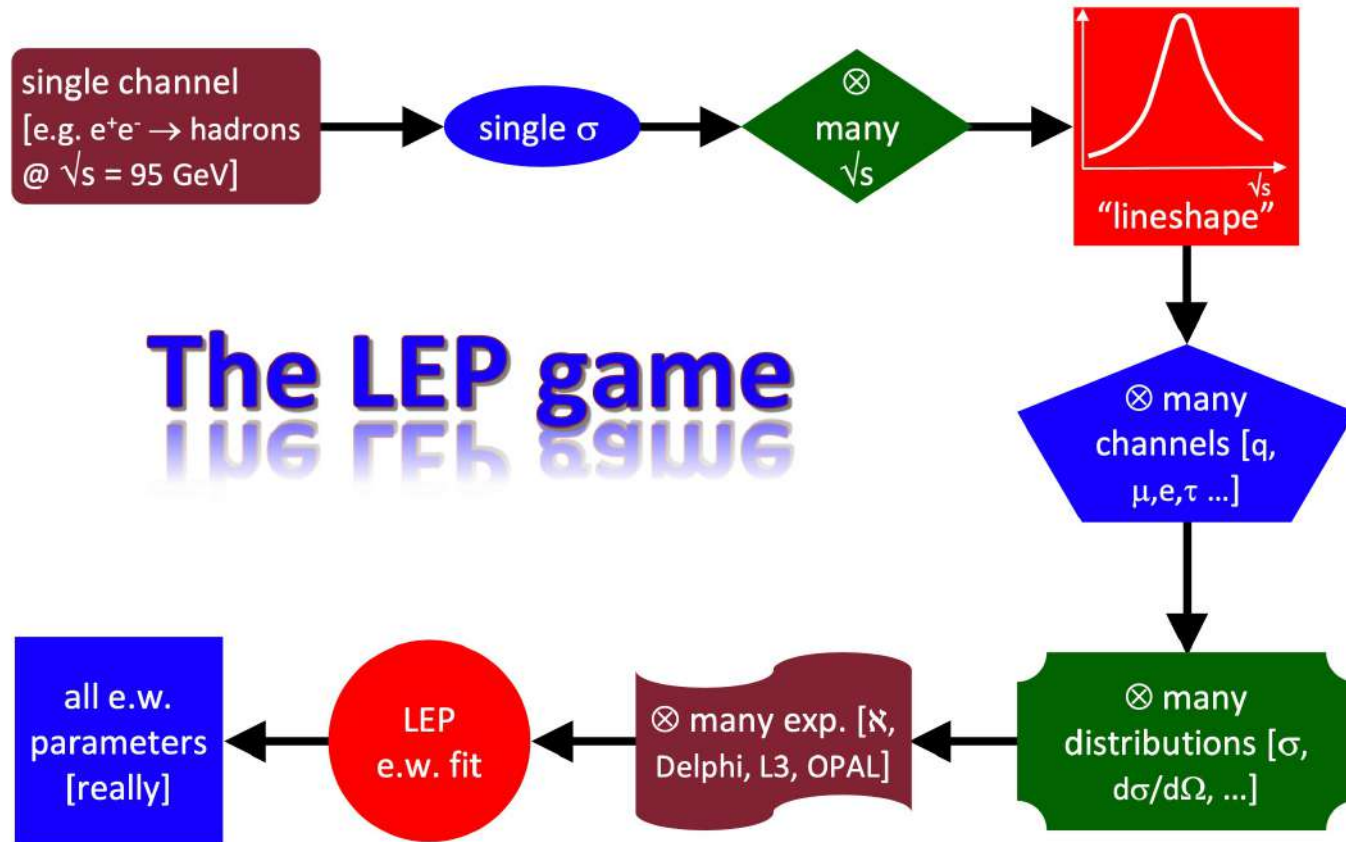 single channel
[e.g. e⁺e⁻ → hadrons
@ √s = 95 GeV]
single σ
⊗
many
√s
√s
“lineshape”
The LEP game
⊗ many
channels [q,
μ,e,τ ...]
⊗ many
distributions [σ,
dσ/dΩ, ...]
⊗ many exp. [ℵ,
Delphi, L3, OPAL]
LEP
e.w. fit
all e.w.
parameters
[really]